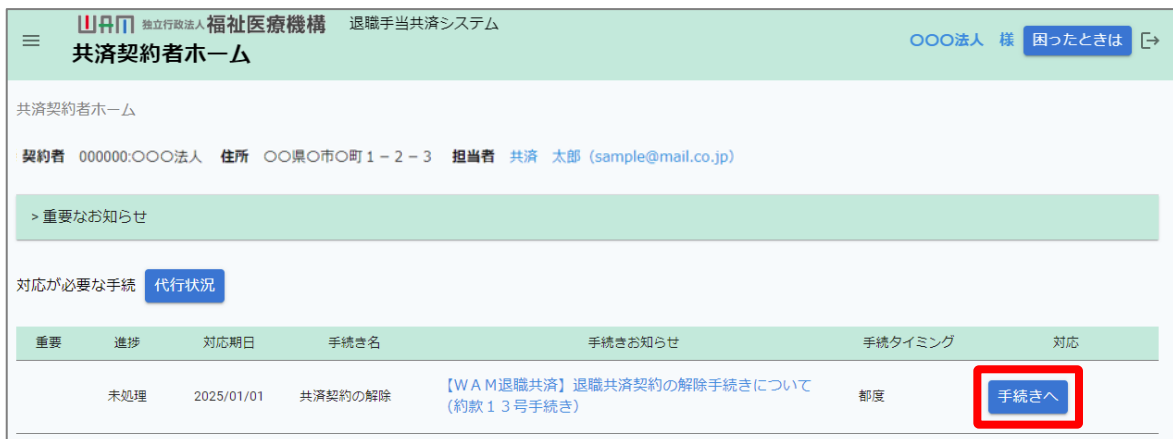 WAM 独立行政法人福祉医療機構 退職手当共済システム
共済契約者ホーム
〇〇〇法人 様 困ったときは
共済契約者ホーム
契約者 000000:〇〇〇法人 住所 〇〇県〇市〇町１－２－３ 担当者 共済 太郎（sample@mail.co.jp）
>重要なお知らせ
対応が必要な手続 代行状況
重要 進捗 対応期日 手続き名 手続きお知らせ 手続タイミング 対応
未処理 2025/01/01 共済契約の解除 【ＷＡＭ退職共済】退職共済契約の解除手続きについて
（約款１３号手続き） 都度 手続きへ